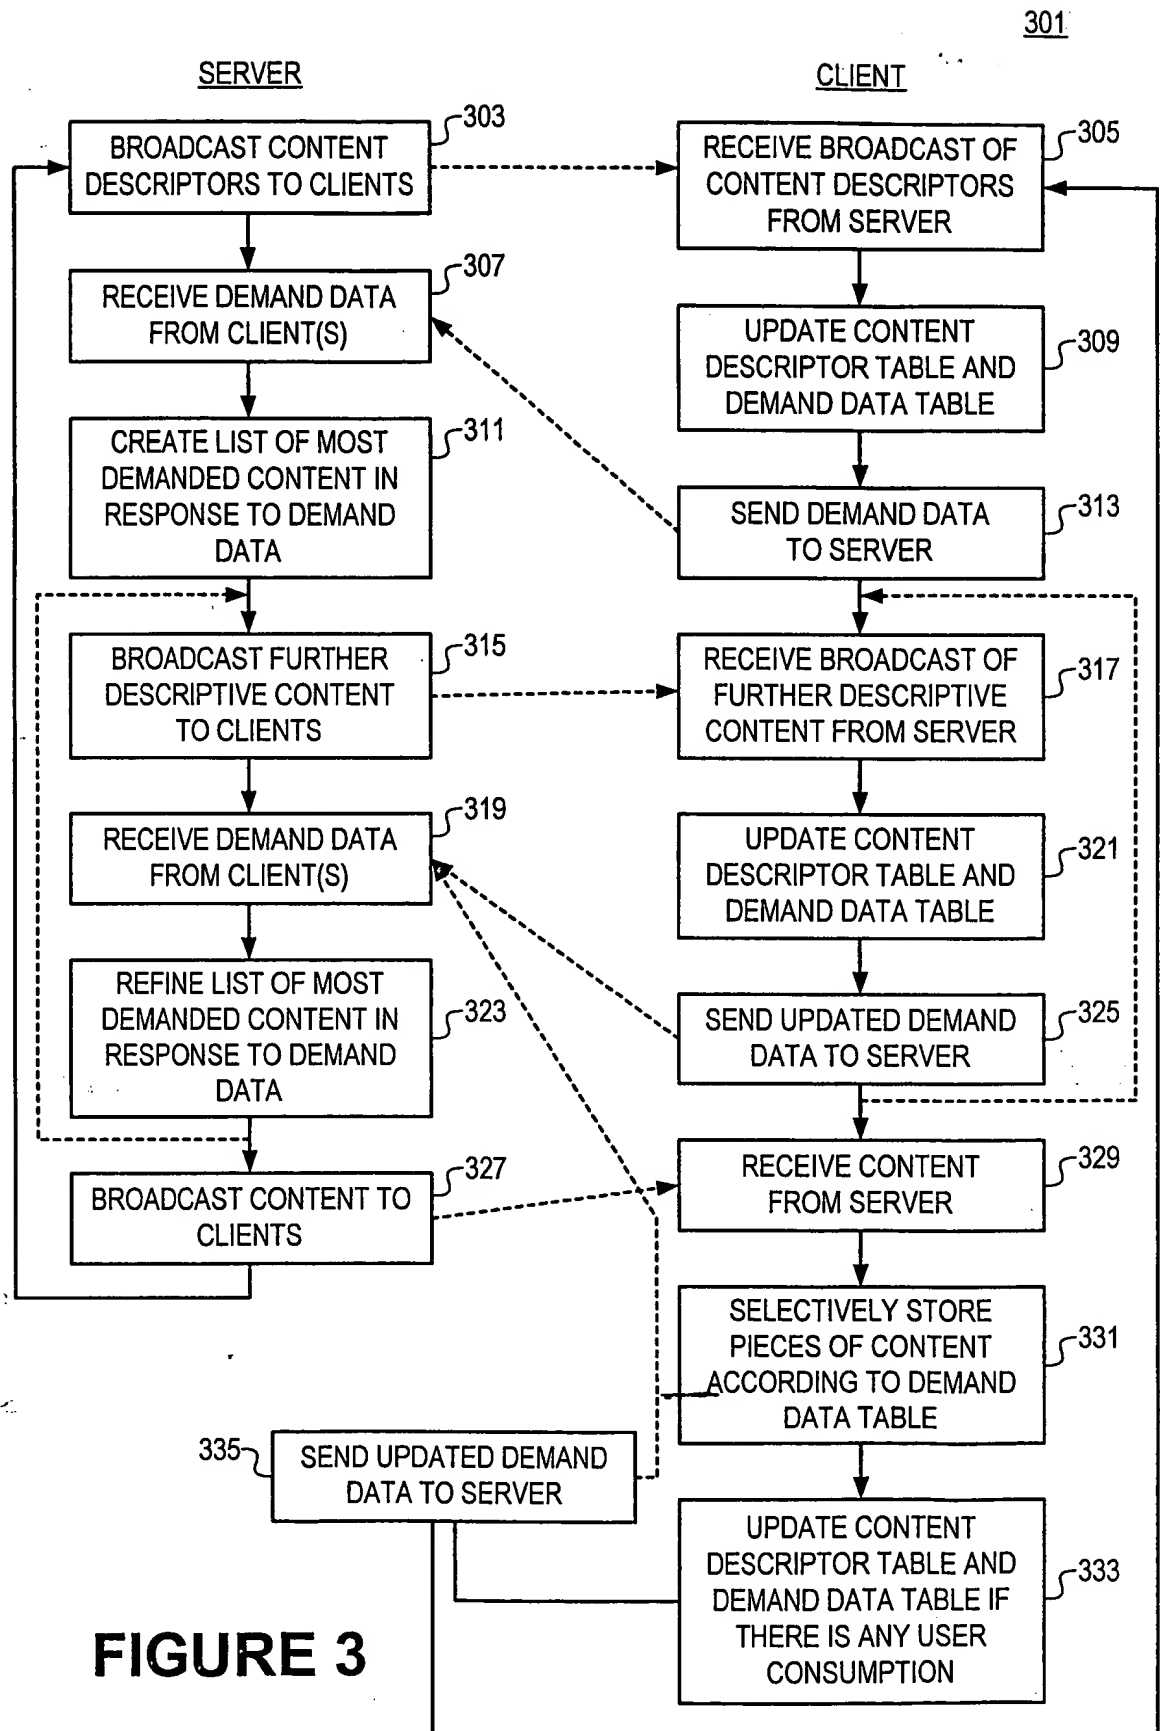 301
SERVER
CLIENT
303
BROADCAST CONTENT
DESCRIPTORS TO CLIENTS
305
RECEIVE BROADCAST OF
CONTENT DESCRIPTORS
FROM SERVER
307
RECEIVE DEMAND DATA
FROM CLIENT(S)
309
UPDATE CONTENT
DESCRIPTOR TABLE AND
DEMAND DATA TABLE
311
CREATE LIST OF MOST
DEMANDED CONTENT IN
RESPONSE TO DEMAND
DATA
313
SEND DEMAND DATA
TO SERVER
315
BROADCAST FURTHER
DESCRIPTIVE CONTENT
TO CLIENTS
317
RECEIVE BROADCAST OF
FURTHER DESCRIPTIVE
CONTENT FROM SERVER
319
RECEIVE DEMAND DATA
FROM CLIENT(S)
321
UPDATE CONTENT
DESCRIPTOR TABLE AND
DEMAND DATA TABLE
323
REFINE LIST OF MOST
DEMANDED CONTENT IN
RESPONSE TO DEMAND
DATA
325
SEND UPDATED DEMAND
DATA TO SERVER
327
BROADCAST CONTENT TO
CLIENTS
329
RECEIVE CONTENT
FROM SERVER
331
SELECTIVELY STORE
PIECES OF CONTENT
ACCORDING TO DEMAND
DATA TABLE
335
SEND UPDATED DEMAND
DATA TO SERVER
333
UPDATE CONTENT
DESCRIPTOR TABLE AND
DEMAND DATA TABLE IF
THERE IS ANY USER
CONSUMPTION
FIGURE 3